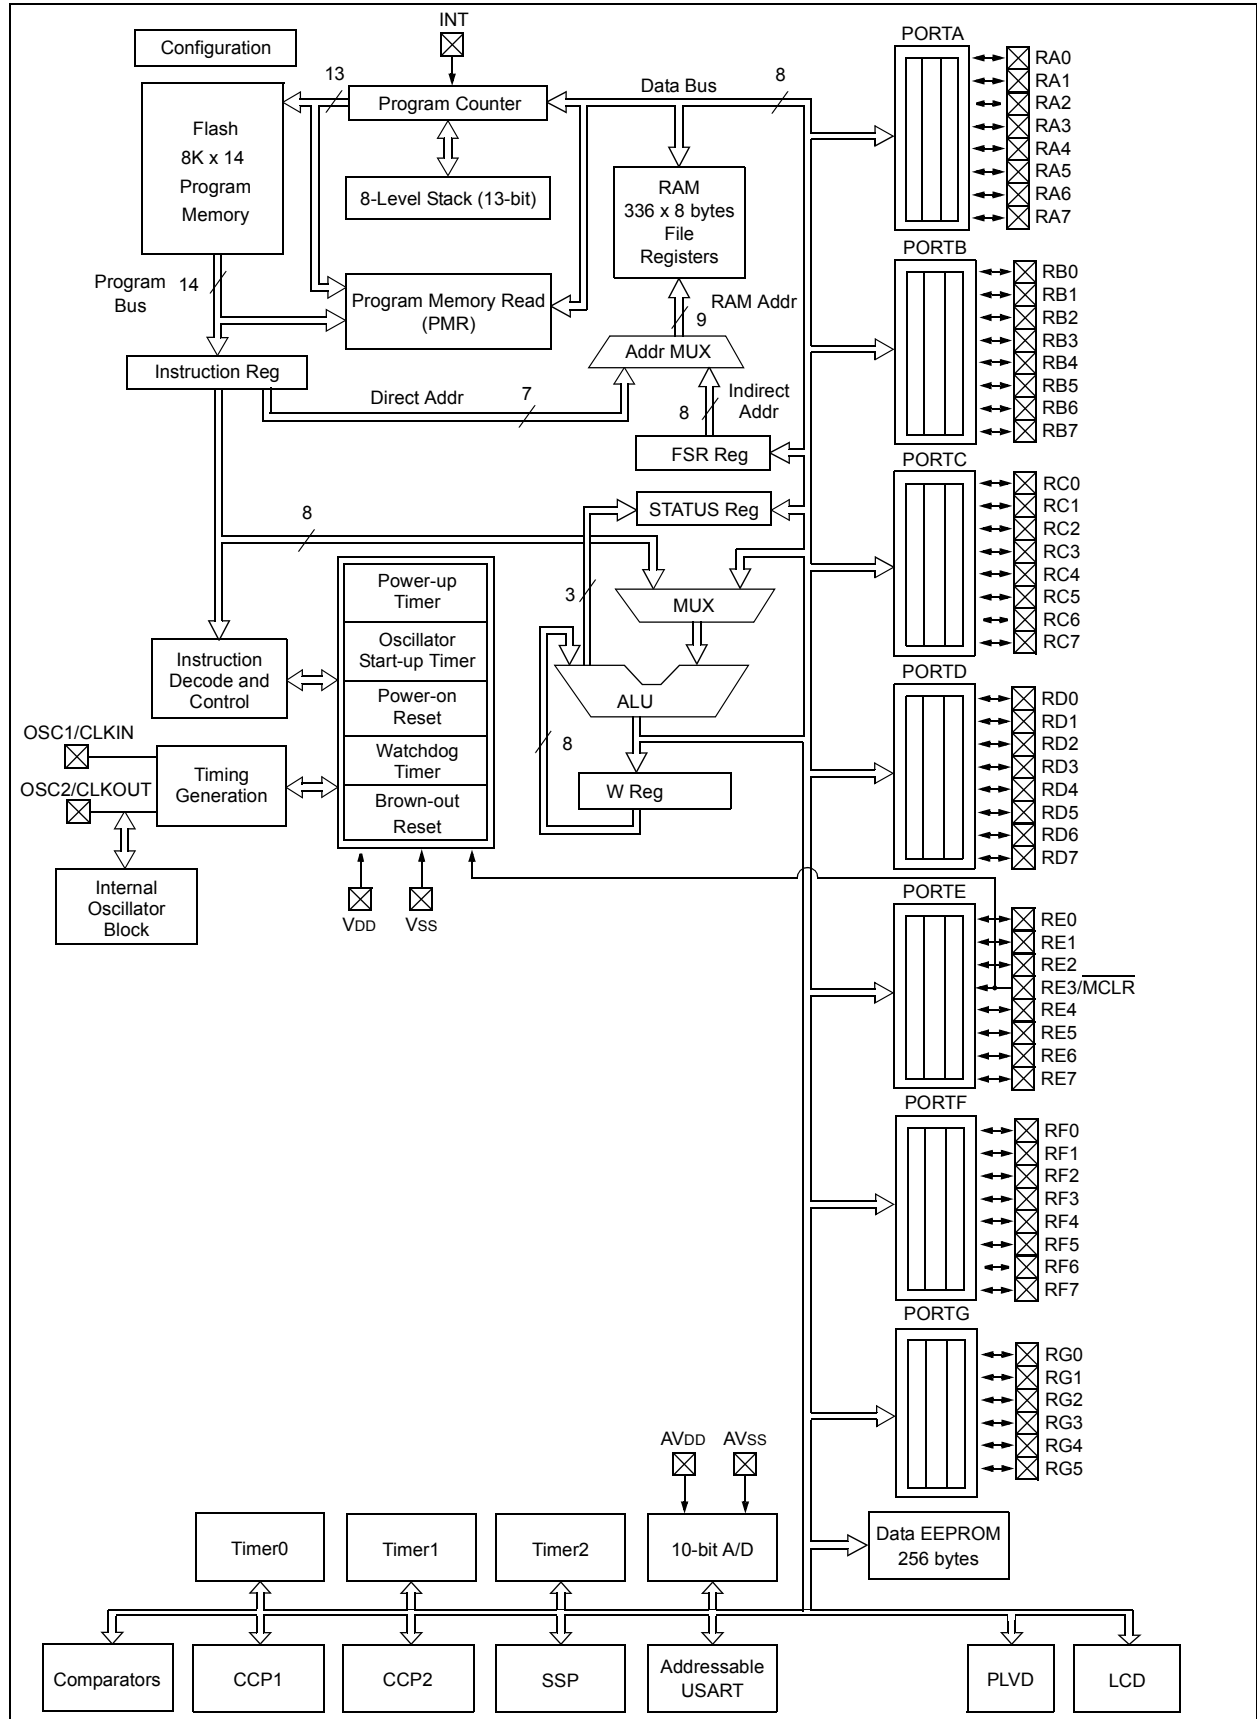 INT
Configuration
13
Data Bus
8
Program Counter
Flash
8K x 14
Program
Memory
8-Level Stack (13-bit)
RAM
336 x 8 bytes
File
Registers
Program
Bus
14
Program Memory Read
(PMR)
RAM Addr
9
Addr MUX
Instruction Reg
Direct Addr
7
Indirect
Addr
8
FSR Reg
STATUS Reg
8
3
MUX
Power-up
Timer
Oscillator
Start-up Timer
Power-on
Reset
Watchdog
Timer
Brown-out
Reset
Instruction
Decode and
Control
ALU
8
W Reg
OSC1/CLKIN
OSC2/CLKOUT
Timing
Generation
Internal
Oscillator
Block
VDD
VSS
PORTA
RA0
RA1
RA2
RA3
RA4
RA5
RA6
RA7
PORTB
RB0
RB1
RB2
RB3
RB4
RB5
RB6
RB7
PORTC
RC0
RC1
RC2
RC3
RC4
RC5
RC6
RC7
PORTD
RD0
RD1
RD2
RD3
RD4
RD5
RD6
RD7
PORTE
RE0
RE1
RE2
RE3/MCLR
RE4
RE5
RE6
RE7
PORTF
RF0
RF1
RF2
RF3
RF4
RF5
RF6
RF7
PORTG
RG0
RG1
RG2
RG3
RG4
RG5
AVDD
AVSS
Timer0
Timer1
Timer2
10-bit A/D
Data EEPROM
256 bytes
Comparators
CCP1
CCP2
SSP
Addressable
USART
PLVD
LCD